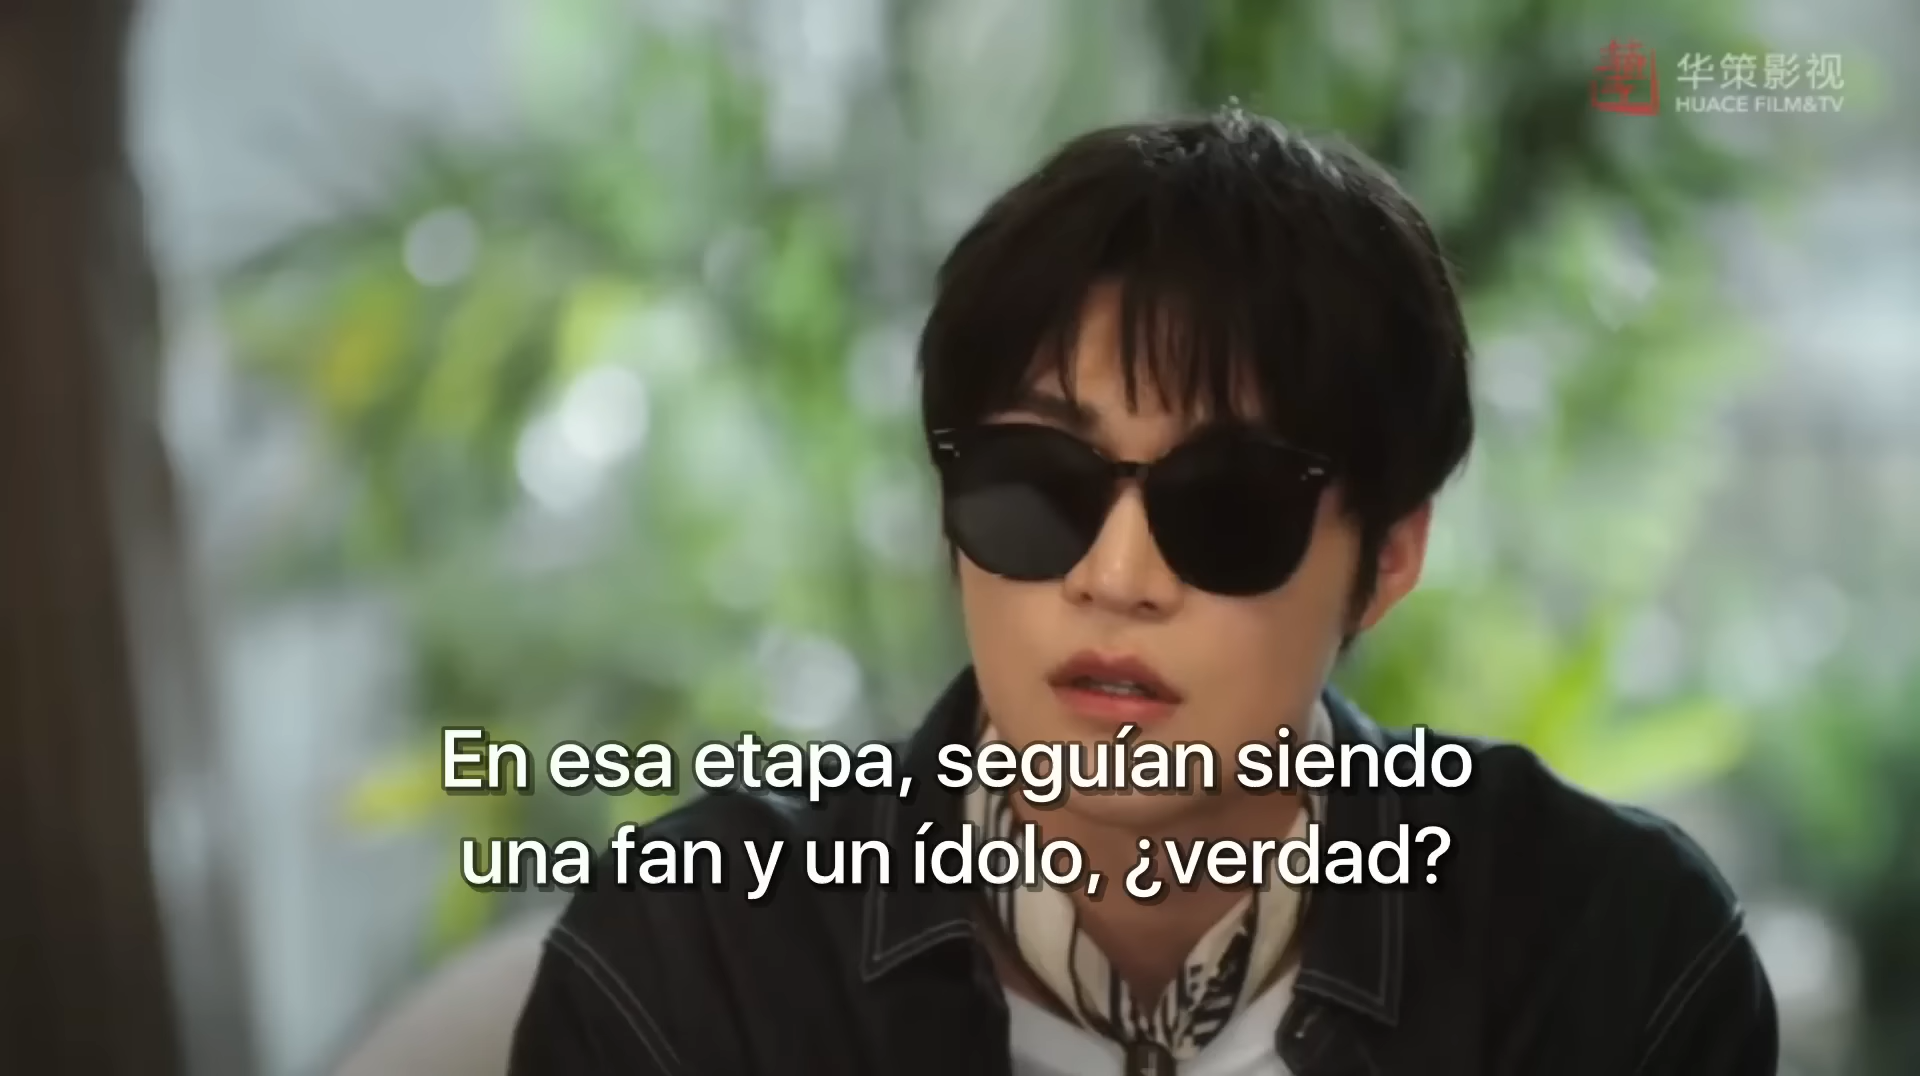 华策影视
HUACE FILM&TV
En esa etapa, seguían siendo
una fan y un ídolo, ¿verdad?